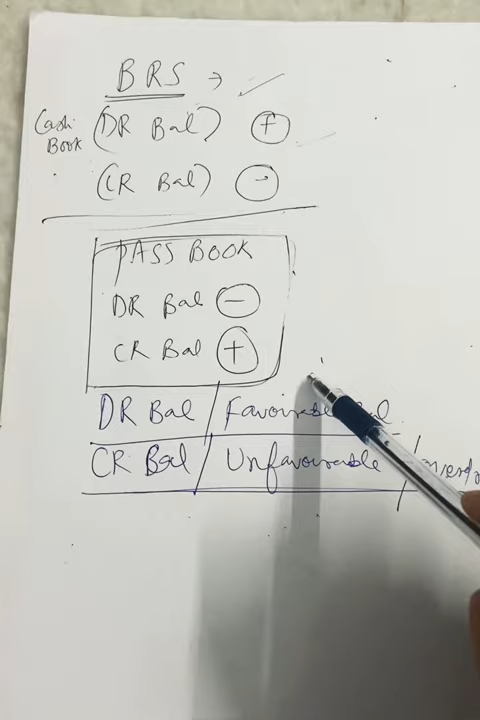 BRS →
Cash Book (DR Bal) +
(CR Bal) -
PASS BOOK
DR Bal -
CR Bal +
DR Bal / Favourable Bal
CR Bal / Unfavourable /